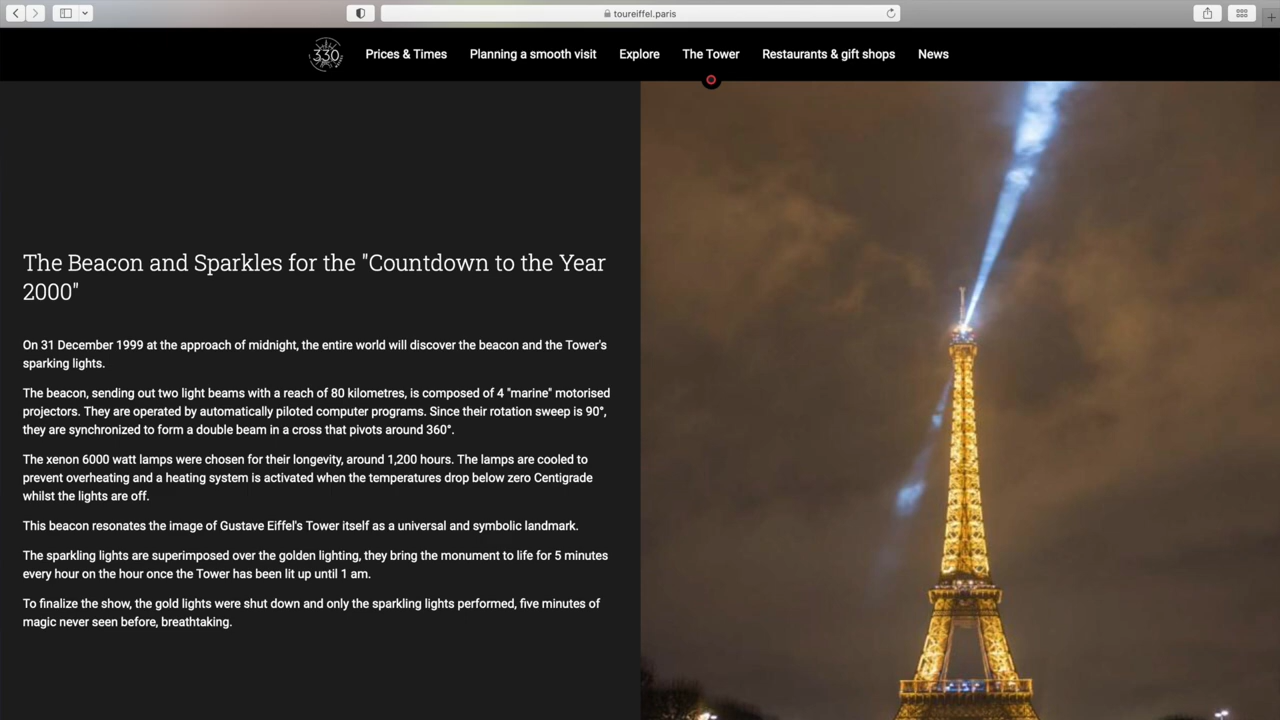 toureiffel.paris
330
Prices & Times
Planning a smooth visit
Explore
The Tower
Restaurants & gift shops
News
The Beacon and Sparkles for the "Countdown to the Year
2000"
On 31 December 1999 at the approach of midnight, the entire world will discover the beacon and the Tower's
sparking lights.
The beacon, sending out two light beams with a reach of 80 kilometres, is composed of 4 "marine" motorised
projectors. They are operated by automatically piloted computer programs. Since their rotation sweep is 90°,
they are synchronized to form a double beam in a cross that pivots around 360°.
The xenon 6000 watt lamps were chosen for their longevity, around 1,200 hours. The lamps are cooled to
prevent overheating and a heating system is activated when the temperatures drop below zero Centigrade
whilst the lights are off.
This beacon resonates the image of Gustave Eiffel's Tower itself as a universal and symbolic landmark.
The sparkling lights are superimposed over the golden lighting, they bring the monument to life for 5 minutes
every hour on the hour once the Tower has been lit up until 1 am.
To finalize the show, the gold lights were shut down and only the sparkling lights performed, five minutes of
magic never seen before, breathtaking.